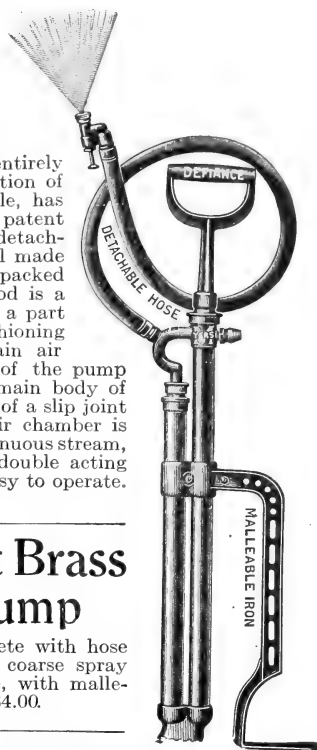 entirely
tion of
le, has
patent
detach-
l made
packed
od is a
a part
hioning
ain air
of the pump
main body of
of a slip joint
ir chamber is
nuous stream,
double acting
sy to operate.
t Brass
ump
ete with hose
coarse spray
, with malle-
4.00.
DEFIANCE
DETACHABLE HOSE
MALLEABLE IRON